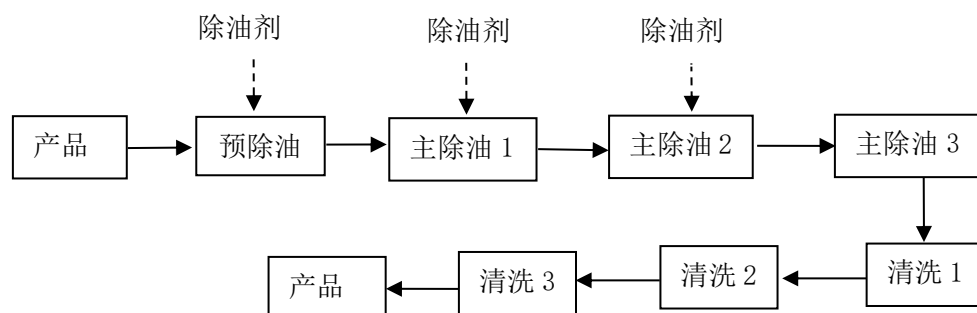 除油剂
除油剂
除油剂
产品
预除油
主除油 1
主除油 2
主除油 3
清洗 1
清洗 2
清洗 3
产品